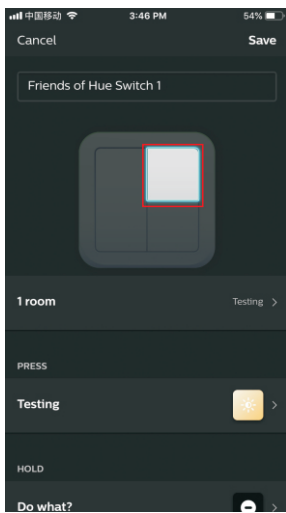 中国移动 3:46 PM 54%
Cancel Save
Friends of Hue Switch 1
1 room Testing
PRESS
Testing
HOLD
Do what?